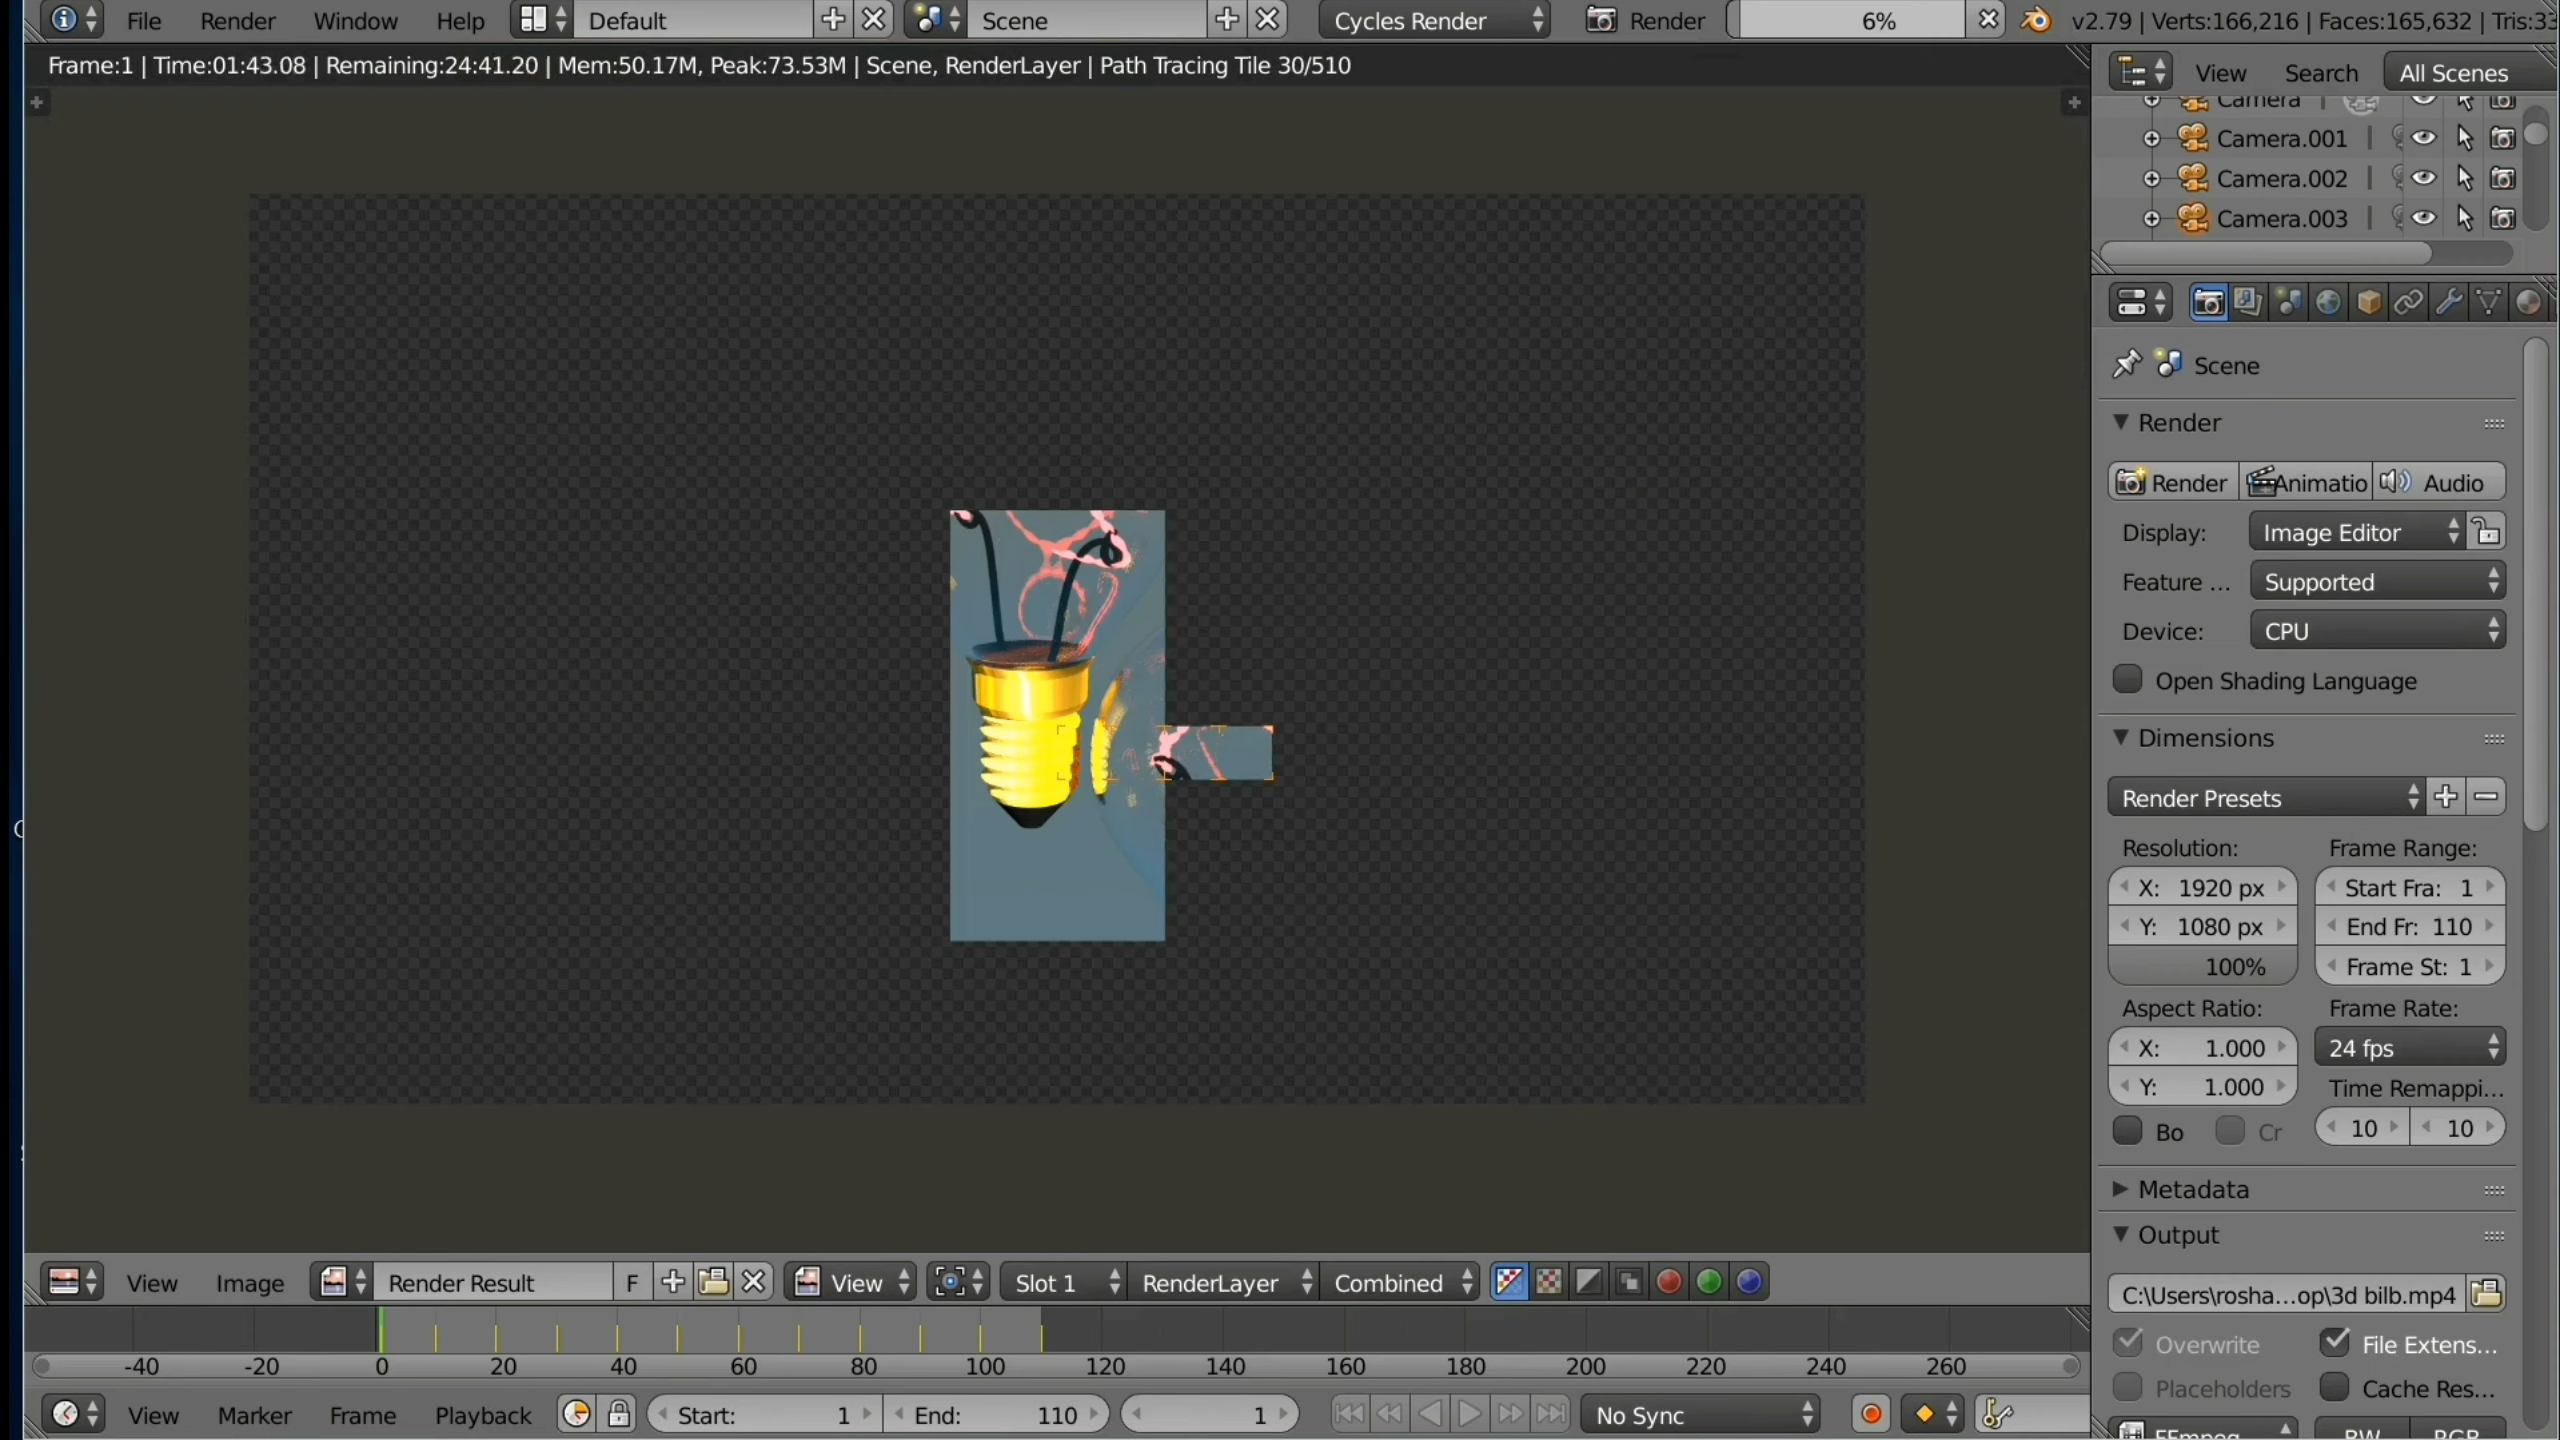 File Render Window Help Default Scene Cycles Render Render 6% v2.79 | Verts:166,216 | Faces:165,632 | Tris:33
Frame:1 | Time:01:43.08 | Remaining:24:41.20 | Mem:50.17M, Peak:73.53M | Scene, RenderLayer | Path Tracing Tile 30/510
View Search All Scenes
Camera
Camera.001
Camera.002
Camera.003
Scene
Render
Render Animatio Audio
Display: Image Editor
Feature ... Supported
Device: CPU
Open Shading Language
Dimensions
Render Presets
Resolution: Frame Range:
X: 1920 px Start Fra: 1
Y: 1080 px End Fr: 110
100% Frame St: 1
Aspect Ratio: Frame Rate:
X: 1.000 24 fps
Y: 1.000 Time Remappi...
Bo Cr 10 10
Metadata
Output
C:\Users\rosha...op\3d bilb.mp4
Overwrite File Extens...
Placeholders Cache Res...
FFmpeg BW RGB
View Image Render Result F View Slot 1 RenderLayer Combined
-40 -20 0 20 40 60 80 100 120 140 160 180 200 220 240 260
View Marker Frame Playback Start: 1 End: 110 1 No Sync